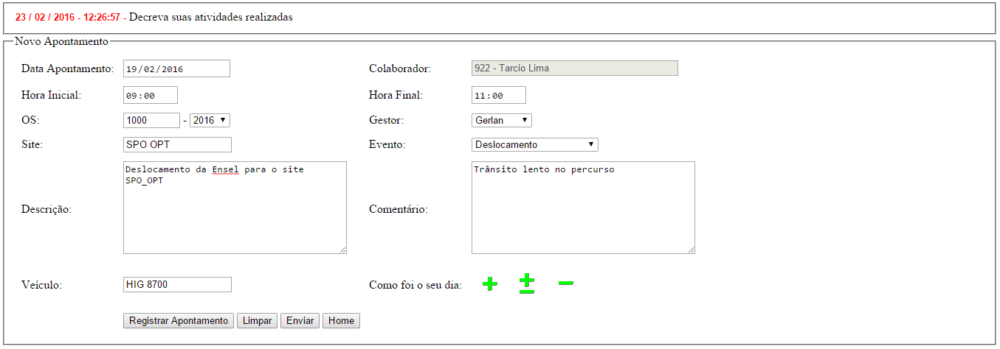 23 / 02 / 2016 - 12:26:57 - Decreva suas atividades realizadas
Novo Apontamento
Data Apontamento: 19/02/2016 Colaborador: 922 - Tarcio Lima
Hora Inicial: 09:00 Hora Final: 11:00
OS: 1000 - 2016 Gestor: Gerlan
Site: SPO OPT Evento: Deslocamento
Descrição: Deslocamento da Ensel para o site
SPO_OPT
Comentário: Trânsito lento no percurso
Veículo: HIG 8700 Como foi o seu dia: + ± −
Registrar Apontamento Limpar Enviar Home